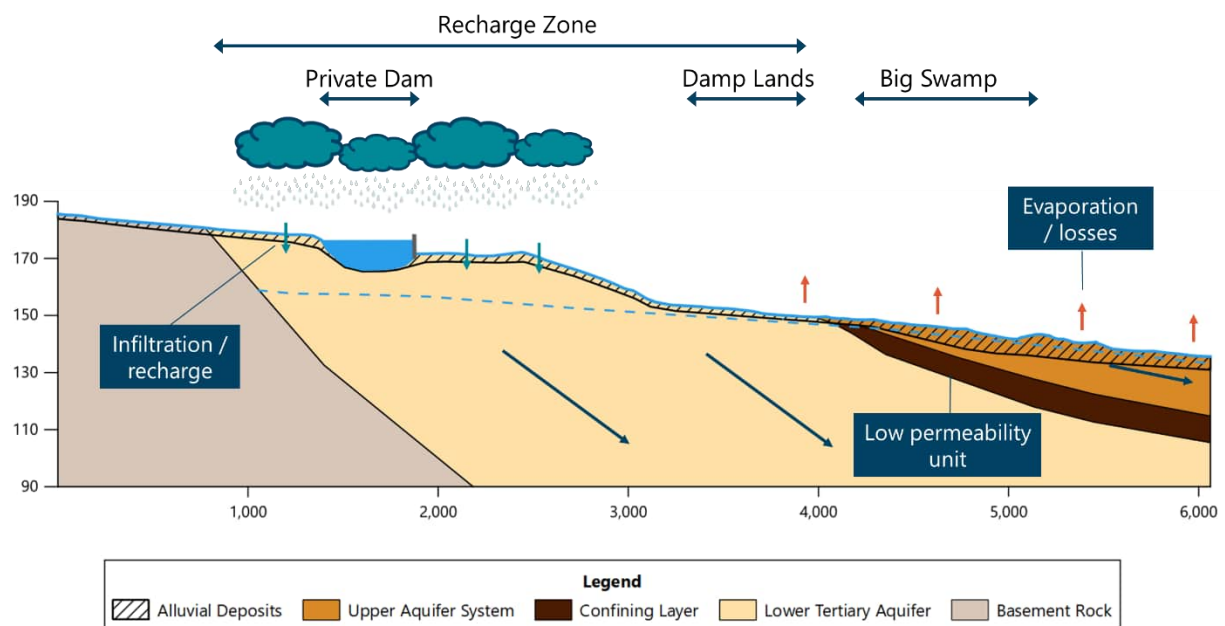 Recharge Zone
Private Dam
Damp Lands
Big Swamp
190
170
150
130
110
90
Evaporation
/ losses
Infiltration /
recharge
Low permeability
unit
1,000
2,000
3,000
4,000
5,000
6,000
Legend
Alluvial Deposits
Upper Aquifer System
Confining Layer
Lower Tertiary Aquifer
Basement Rock